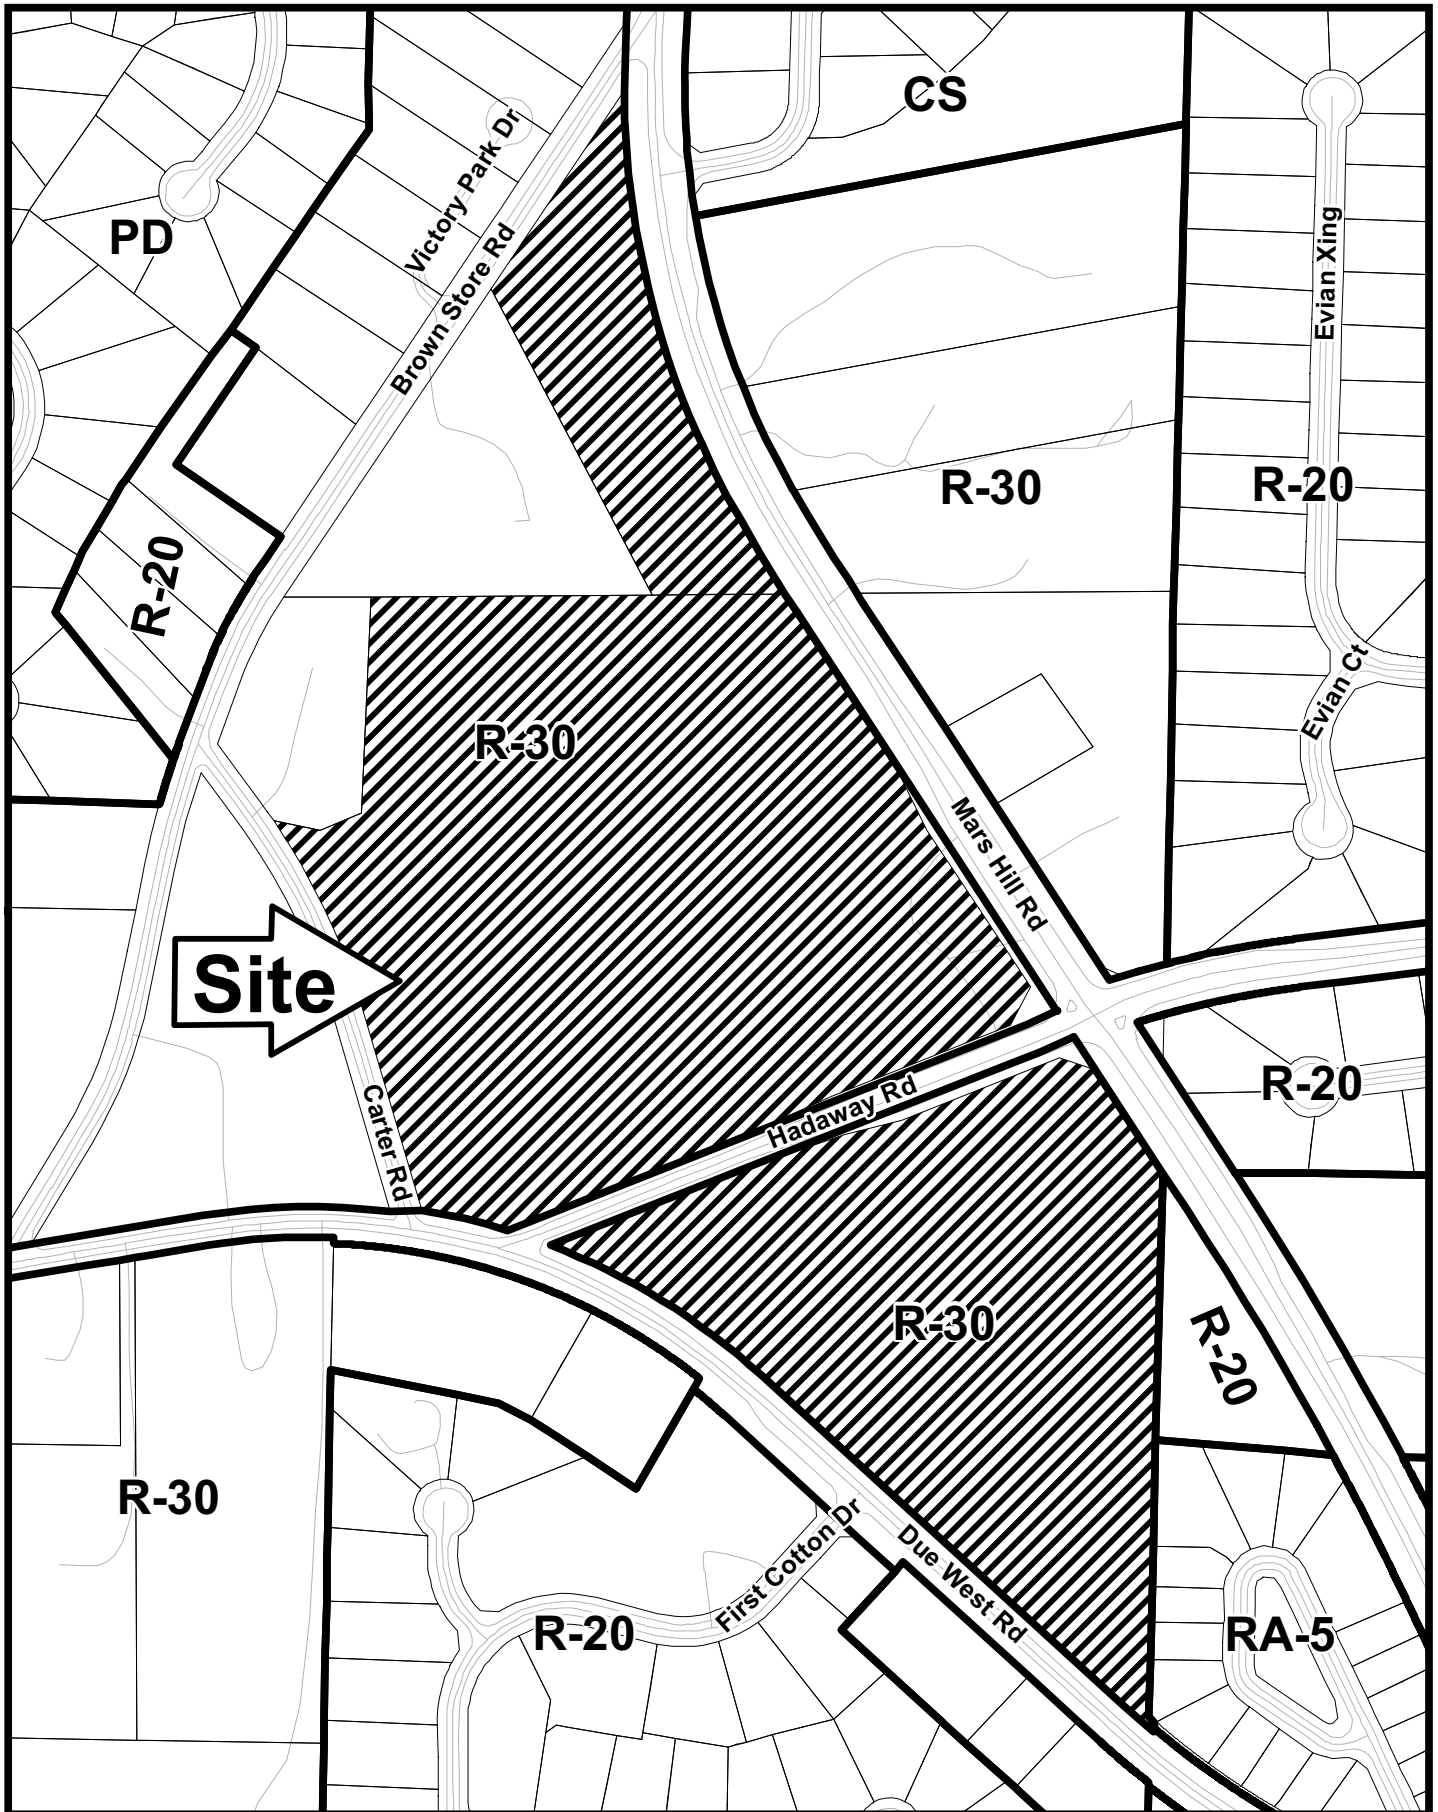 CS
Victory Park Dr
PD
Brown Store Rd
Evian Xing
R-30
R-20
R-20
Evian Ct
R-30
Mars Hill Rd
Site
R-20
Hadaway Rd
Carter Rd
R-30
R-20
R-30
First Cotton Dr
Due West Rd
R-20
RA-5